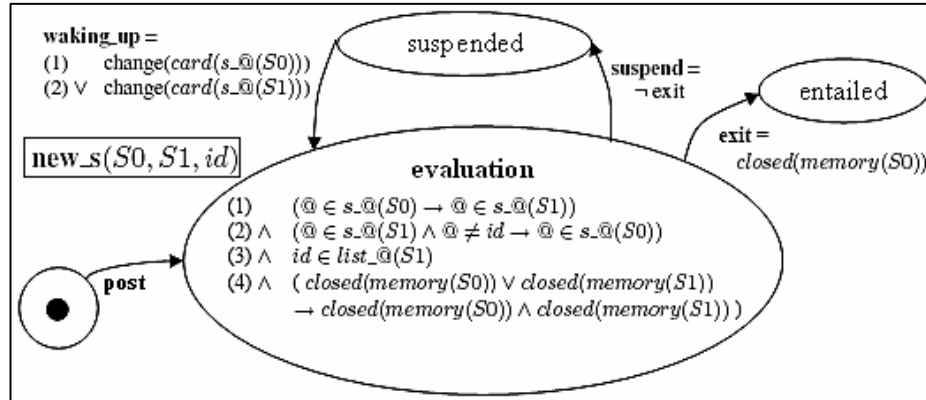 waking_up =
(1) change(card(s_@(S0)))
(2) ∨ change(card(s_@(S1)))
suspended
suspend =
¬ exit
entailed
exit =
closed(memory(S0))
new_s(S0, S1, id)
evaluation
(1) (@ ∈ s_@(S0) → @ ∈ s_@(S1))
(2) ∧ (@ ∈ s_@(S1) ∧ @ ≠ id → @ ∈ s_@(S0))
(3) ∧ id ∈ list_@(S1)
(4) ∧ ( closed(memory(S0)) ∨ closed(memory(S1))
→ closed(memory(S0)) ∧ closed(memory(S1)) )
post